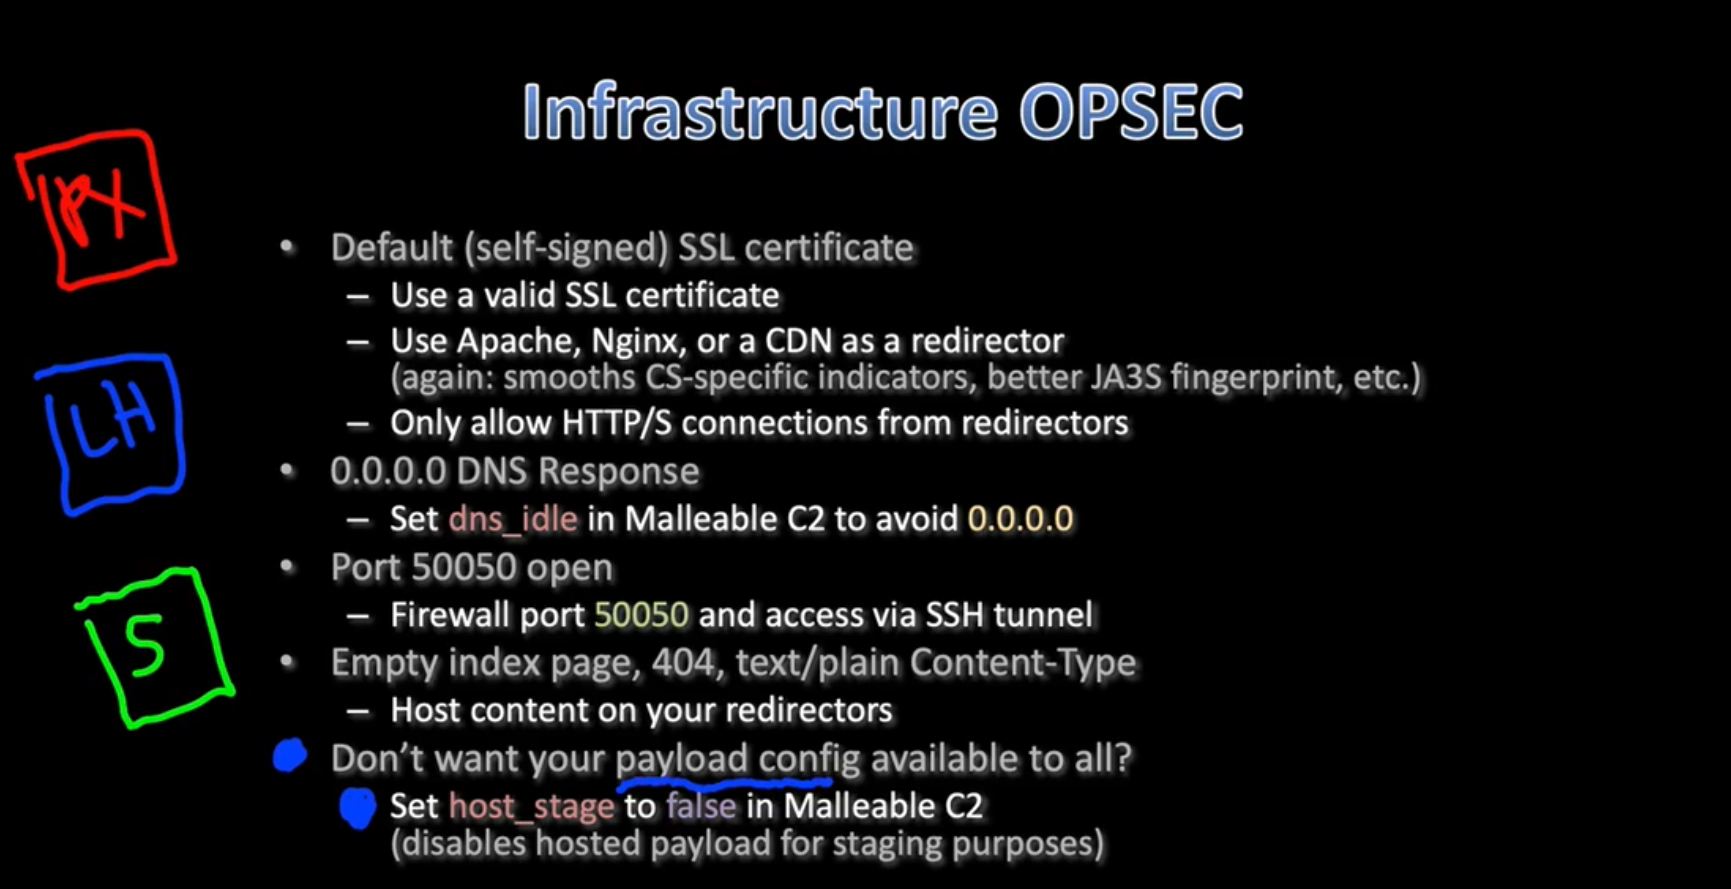 Infrastructure OPSEC
PX
LH
S
• Default (self-signed) SSL certificate
– Use a valid SSL certificate
– Use Apache, Nginx, or a CDN as a redirector
(again: smooths CS-specific indicators, better JA3S fingerprint, etc.)
– Only allow HTTP/S connections from redirectors
• 0.0.0.0 DNS Response
– Set dns_idle in Malleable C2 to avoid 0.0.0.0
• Port 50050 open
– Firewall port 50050 and access via SSH tunnel
• Empty index page, 404, text/plain Content-Type
– Host content on your redirectors
Don’t want your payload config available to all?
Set host_stage to false in Malleable C2
(disables hosted payload for staging purposes)